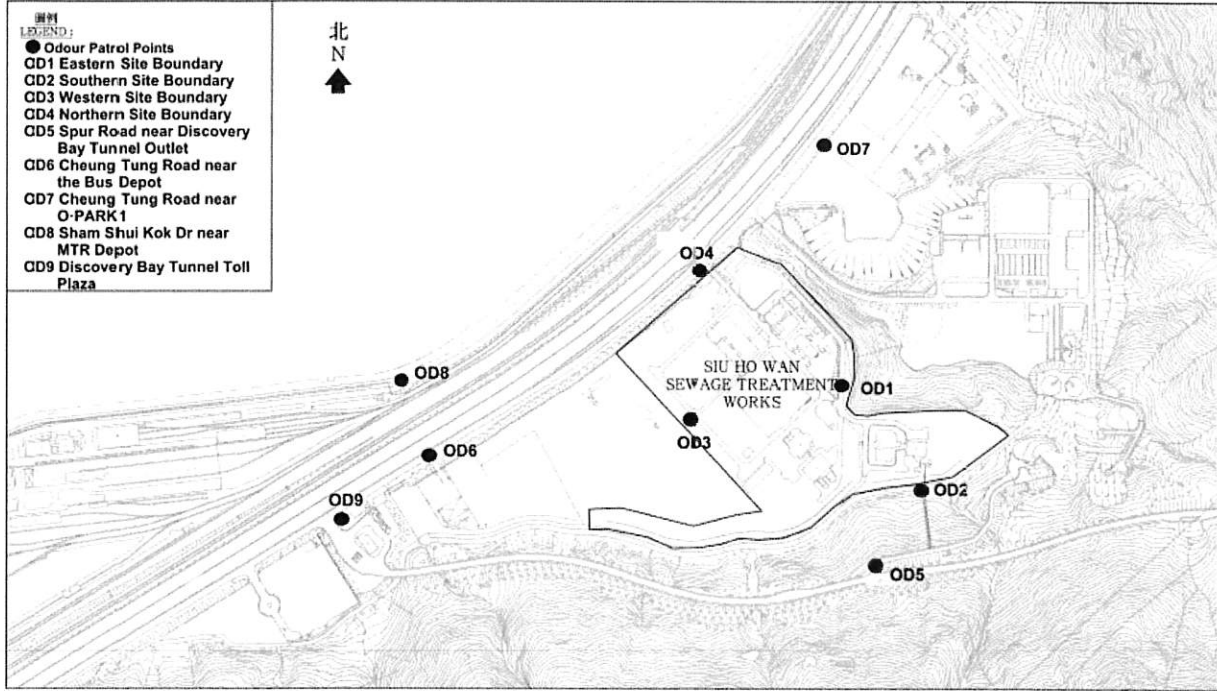 圖例
LEGEND:
Odour Patrol Points
OD1 Eastern Site Boundary
OD2 Southern Site Boundary
OD3 Western Site Boundary
OD4 Northern Site Boundary
OD5 Spur Road near Discovery
Bay Tunnel Outlet
OD6 Cheung Tung Road near
the Bus Depot
OD7 Cheung Tung Road near
O·PARK1
OD8 Sham Shui Kok Dr near
MTR Depot
OD9 Discovery Bay Tunnel Toll
Plaza
北
N
OD7
OD4
OD8
SIU HO WAN
SEWAGE TREATMENT
WORKS
OD1
OD3
OD6
OD2
OD9
OD5